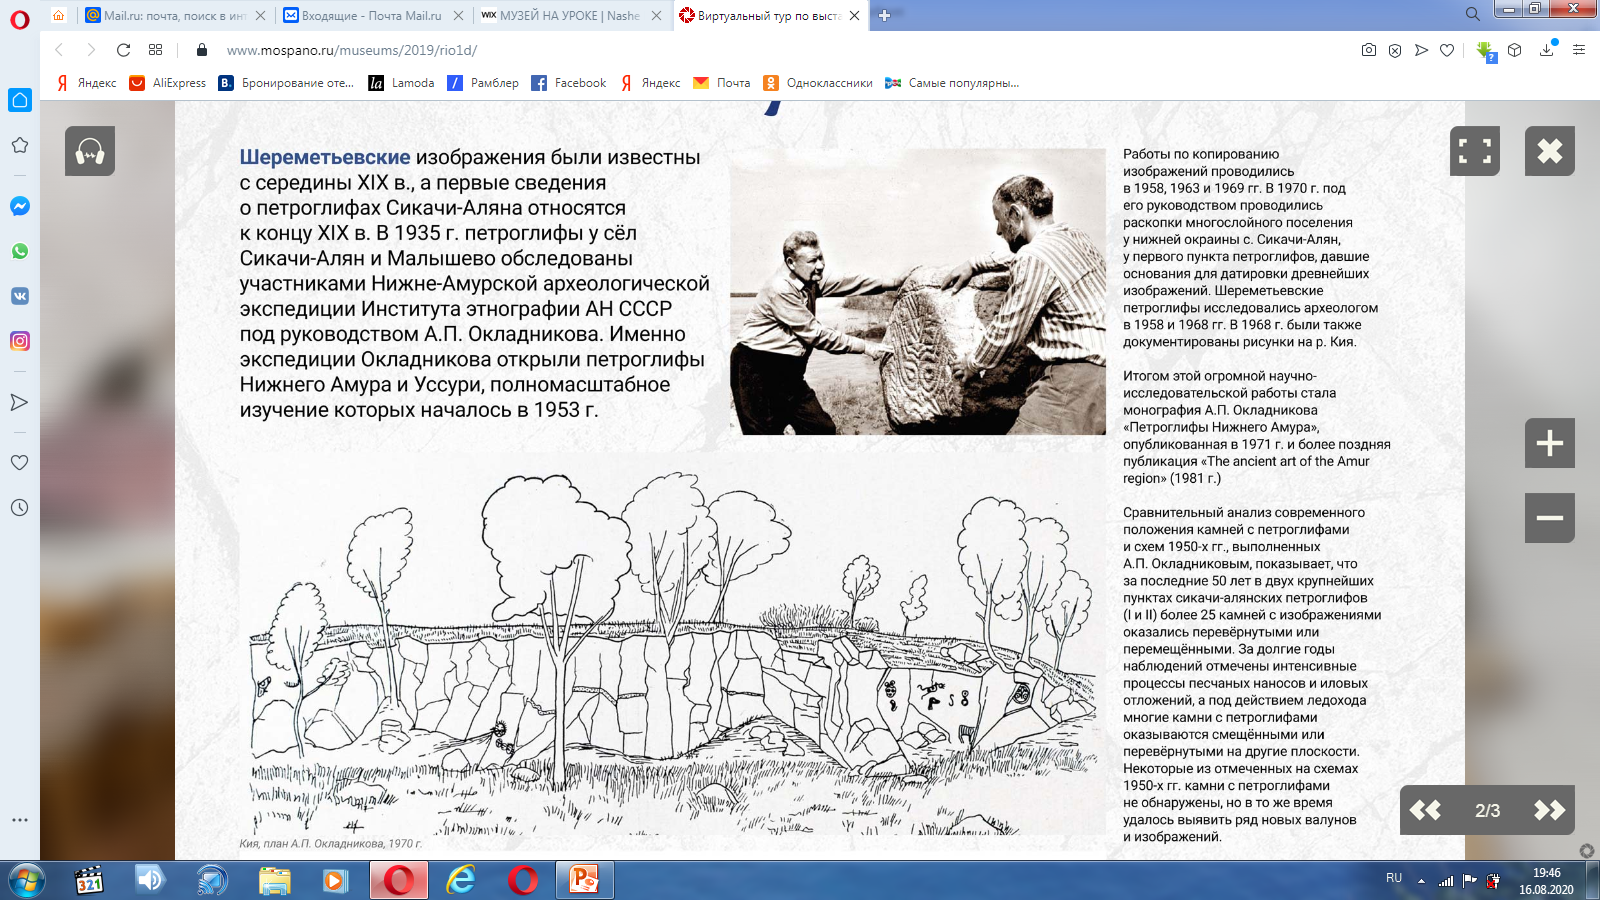 Mail.ru: почта, поиск в инт
Входящие - Почта Mail.ru
WIX МУЗЕЙ НА УРОКЕ | Nashe
Виртуальный тур по выста
www.mospano.ru/museums/2019/rio1d/
Яндекс
AliExpress
B. Бронирование оте...
la Lamoda
Рамблер
Facebook
Яндекс
Почта
Одноклассники
Самые популярны...
Шереметьевские изображения были известны
с середины XIX в., а первые сведения
о петроглифах Сикачи-Аляна относятся
к концу XIX в. В 1935 г. петроглифы у сёл
Сикачи-Алян и Малышево обследованы
участниками Нижне-Амурской археологической
экспедиции Института этнографии АН СССР
под руководством А.П. Окладникова. Именно
экспедиции Окладникова открыли петроглифы
Нижнего Амура и Уссури, полномасштабное
изучение которых началось в 1953 г.
Кия, план А.П. Окладникова, 1970 г.
Работы по копированию
изображений проводились
в 1958, 1963 и 1969 гг. В 1970 г. под
его руководством проводились
раскопки многослойного поселения
у нижней окраины с. Сикачи-Алян,
у первого пункта петроглифов, давшие
основания для датировки древнейших
изображений. Шереметьевские
петроглифы исследовались археологом
в 1958 и 1968 гг. В 1968 г. были также
документированы рисунки на р. Кия.
Итогом этой огромной научно-
исследовательской работы стала
монография А.П. Окладникова
«Петроглифы Нижнего Амура»,
опубликованная в 1971 г. и более поздняя
публикация «The ancient art of the Amur
region» (1981 г.)
Сравнительный анализ современного
положения камней с петроглифами
и схем 1950-х гг., выполненных
А.П. Окладниковым, показывает, что
за последние 50 лет в двух крупнейших
пунктах сикачи-алянских петроглифов
(I и II) более 25 камней с изображениями
оказались перевёрнутыми или
перемещёнными. За долгие годы
наблюдений отмечены интенсивные
процессы песчаных наносов и иловых
отложений, а под действием ледохода
многие камни с петроглифами
оказываются смещёнными или
перевёрнутыми на другие плоскости.
Некоторые из отмеченных на схемах
1950-х гг. камни с петроглифами
не обнаружены, но в то же время
удалось выявить ряд новых валунов
и изображений.
2/3
321
RU
19:46
16.08.2020